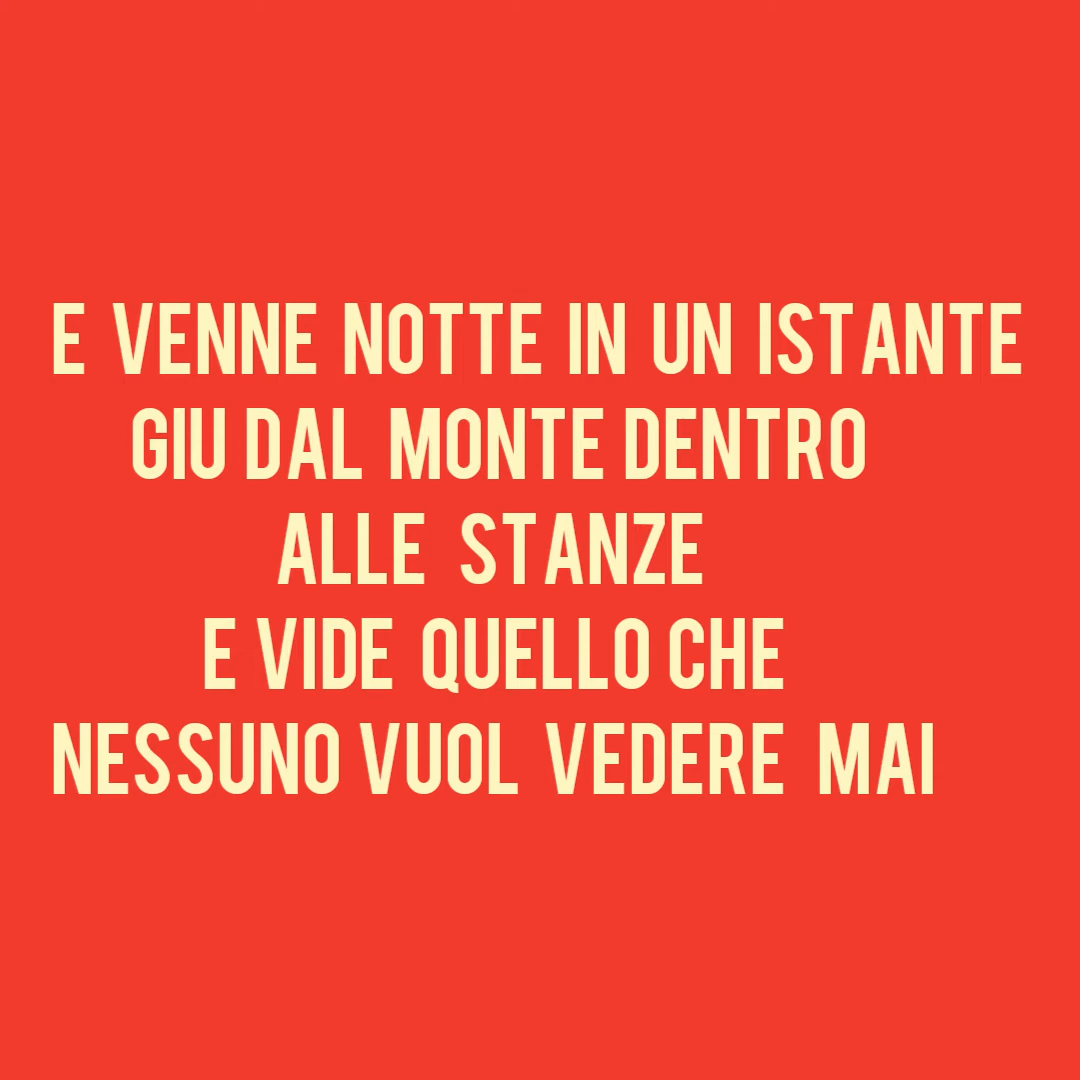 E VENNE NOTTE IN UN ISTANTE
GIU DAL MONTE DENTRO
ALLE STANZE
E VIDE QUELLO CHE
NESSUNO VUOL VEDERE MAI